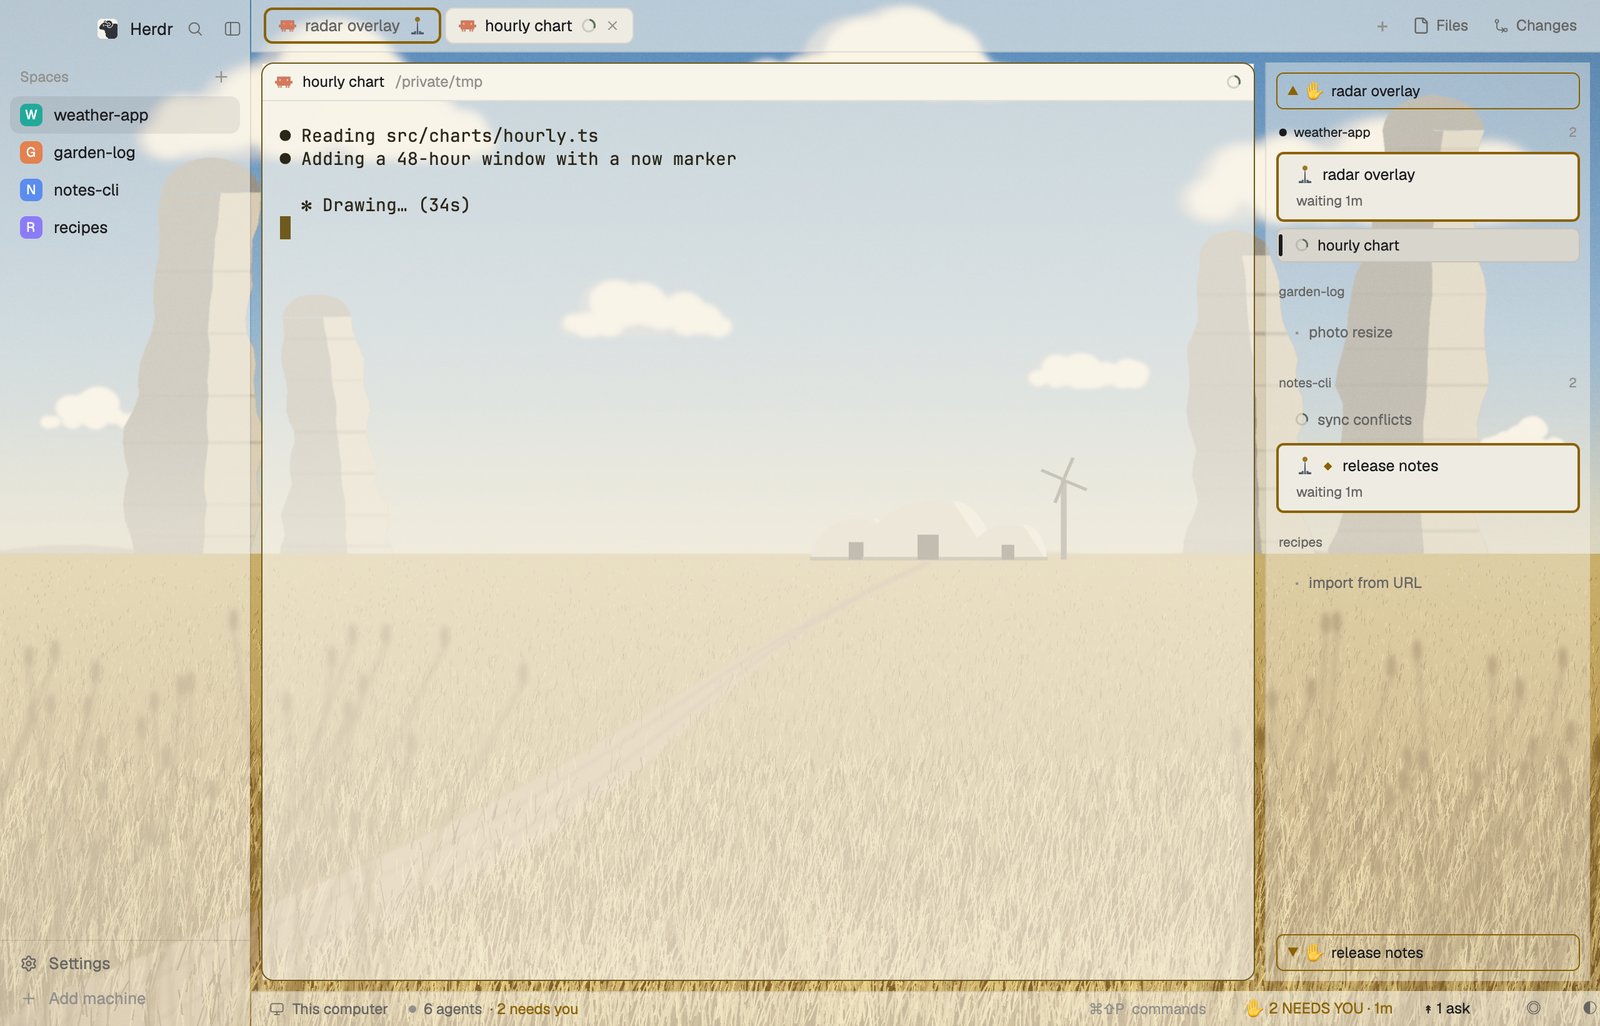 Herdr
Spaces
W weather-app
G garden-log
N notes-cli
R recipes
Settings
Add machine
radar overlay
hourly chart
Files
Changes
hourly chart /private/tmp
● Reading src/charts/hourly.ts
● Adding a 48-hour window with a now marker
✻ Drawing… (34s)
radar overlay
weather-app 2
radar overlay
waiting 1m
hourly chart
garden-log
photo resize
notes-cli 2
sync conflicts
release notes
waiting 1m
recipes
import from URL
release notes
This computer
6 agents · 2 needs you
⌘⇧P commands
2 NEEDS YOU · 1m
1 ask